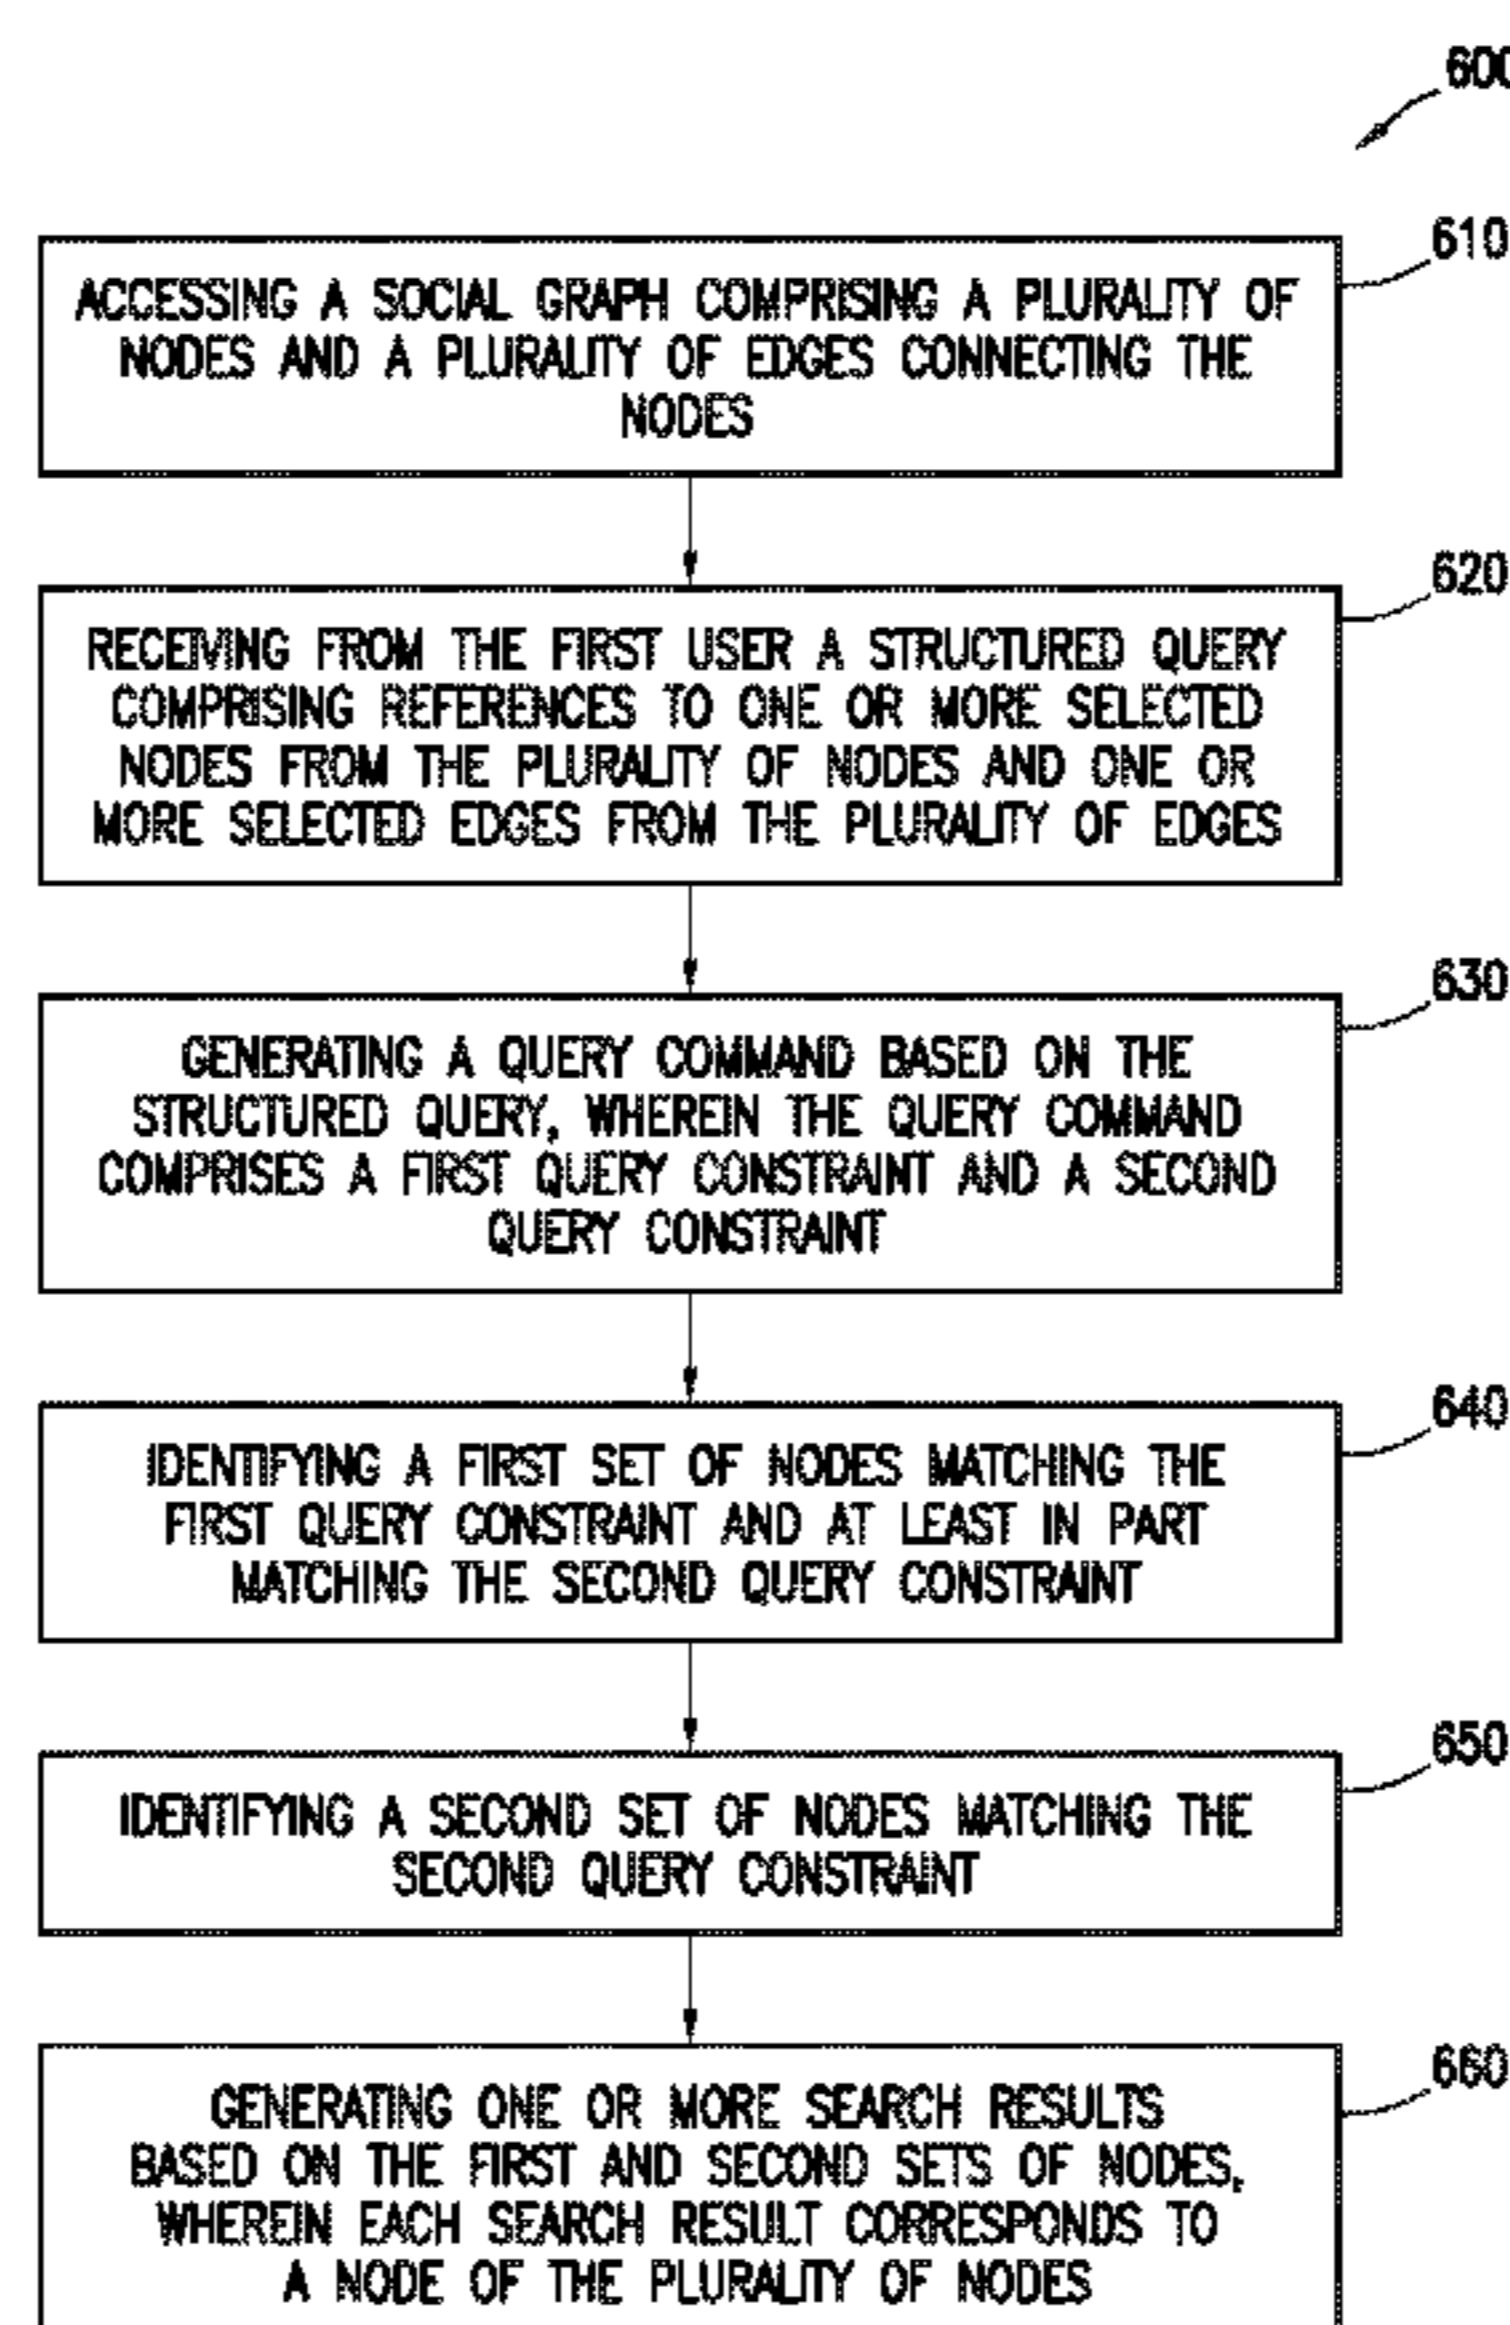 600
610
ACCESSING A SOCIAL GRAPH COMPRISING A PLURALITY OF
NODES AND A PLURALITY OF EDGES CONNECTING THE
NODES
620
RECEIVING FROM THE FIRST USER A STRUCTURED QUERY
COMPRISING REFERENCES TO ONE OR MORE SELECTED
NODES FROM THE PLURALITY OF NODES AND ONE OR
MORE SELECTED EDGES FROM THE PLURALITY OF EDGES
630
GENERATING A QUERY COMMAND BASED ON THE
STRUCTURED QUERY, WHEREIN THE QUERY COMMAND
COMPRISES A FIRST QUERY CONSTRAINT AND A SECOND
QUERY CONSTRAINT
640
IDENTIFYING A FIRST SET OF NODES MATCHING THE
FIRST QUERY CONSTRAINT AND AT LEAST IN PART
MATCHING THE SECOND QUERY CONSTRAINT
650
IDENTIFYING A SECOND SET OF NODES MATCHING THE
SECOND QUERY CONSTRAINT
660
GENERATING ONE OR MORE SEARCH RESULTS
BASED ON THE FIRST AND SECOND SETS OF NODES,
WHEREIN EACH SEARCH RESULT CORRESPONDS TO
A NODE OF THE PLURALITY OF NODES